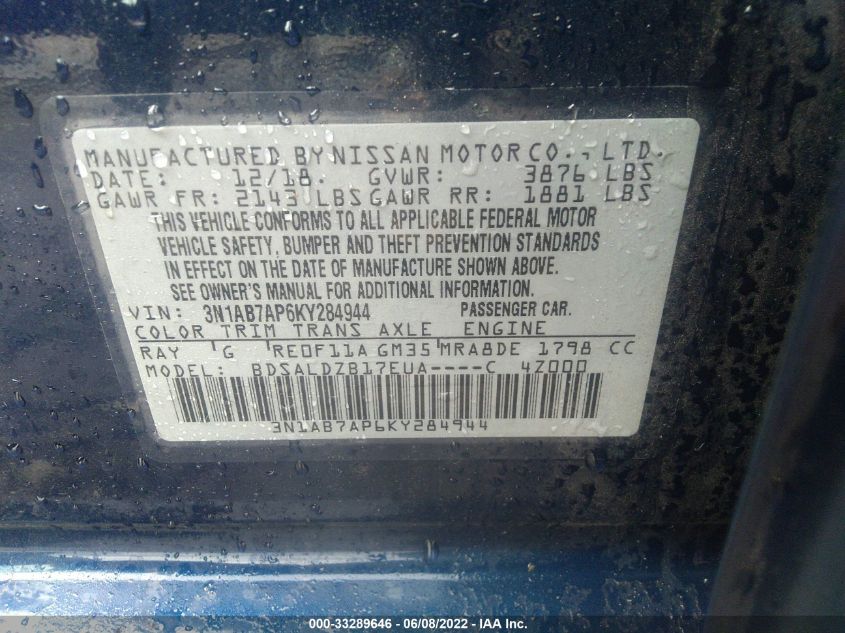 MANUFACTURED BY NISSAN MOTOR CO., LTD.
DATE: 12/18. GVWR: 3876 LBS
GAWR FR: 2143 LBS GAWR RR: 1881 LBS
THIS VEHICLE CONFORMS TO ALL APPLICABLE FEDERAL MOTOR
VEHICLE SAFETY, BUMPER AND THEFT PREVENTION STANDARDS
IN EFFECT ON THE DATE OF MANUFACTURE SHOWN ABOVE.
SEE OWNER'S MANUAL FOR ADDITIONAL INFORMATION.
VIN: 3N1AB7AP6KY284944 PASSENGER CAR.
COLOR TRIM TRANS AXLE ENGINE
RAY G RE0F11A GM35 MRA8DE 1798 CC
MODEL: BDSALDZB17EUA----C 4Z000
3N1AB7AP6KY284944
000-33289646 - 06/08/2022 - IAA Inc.